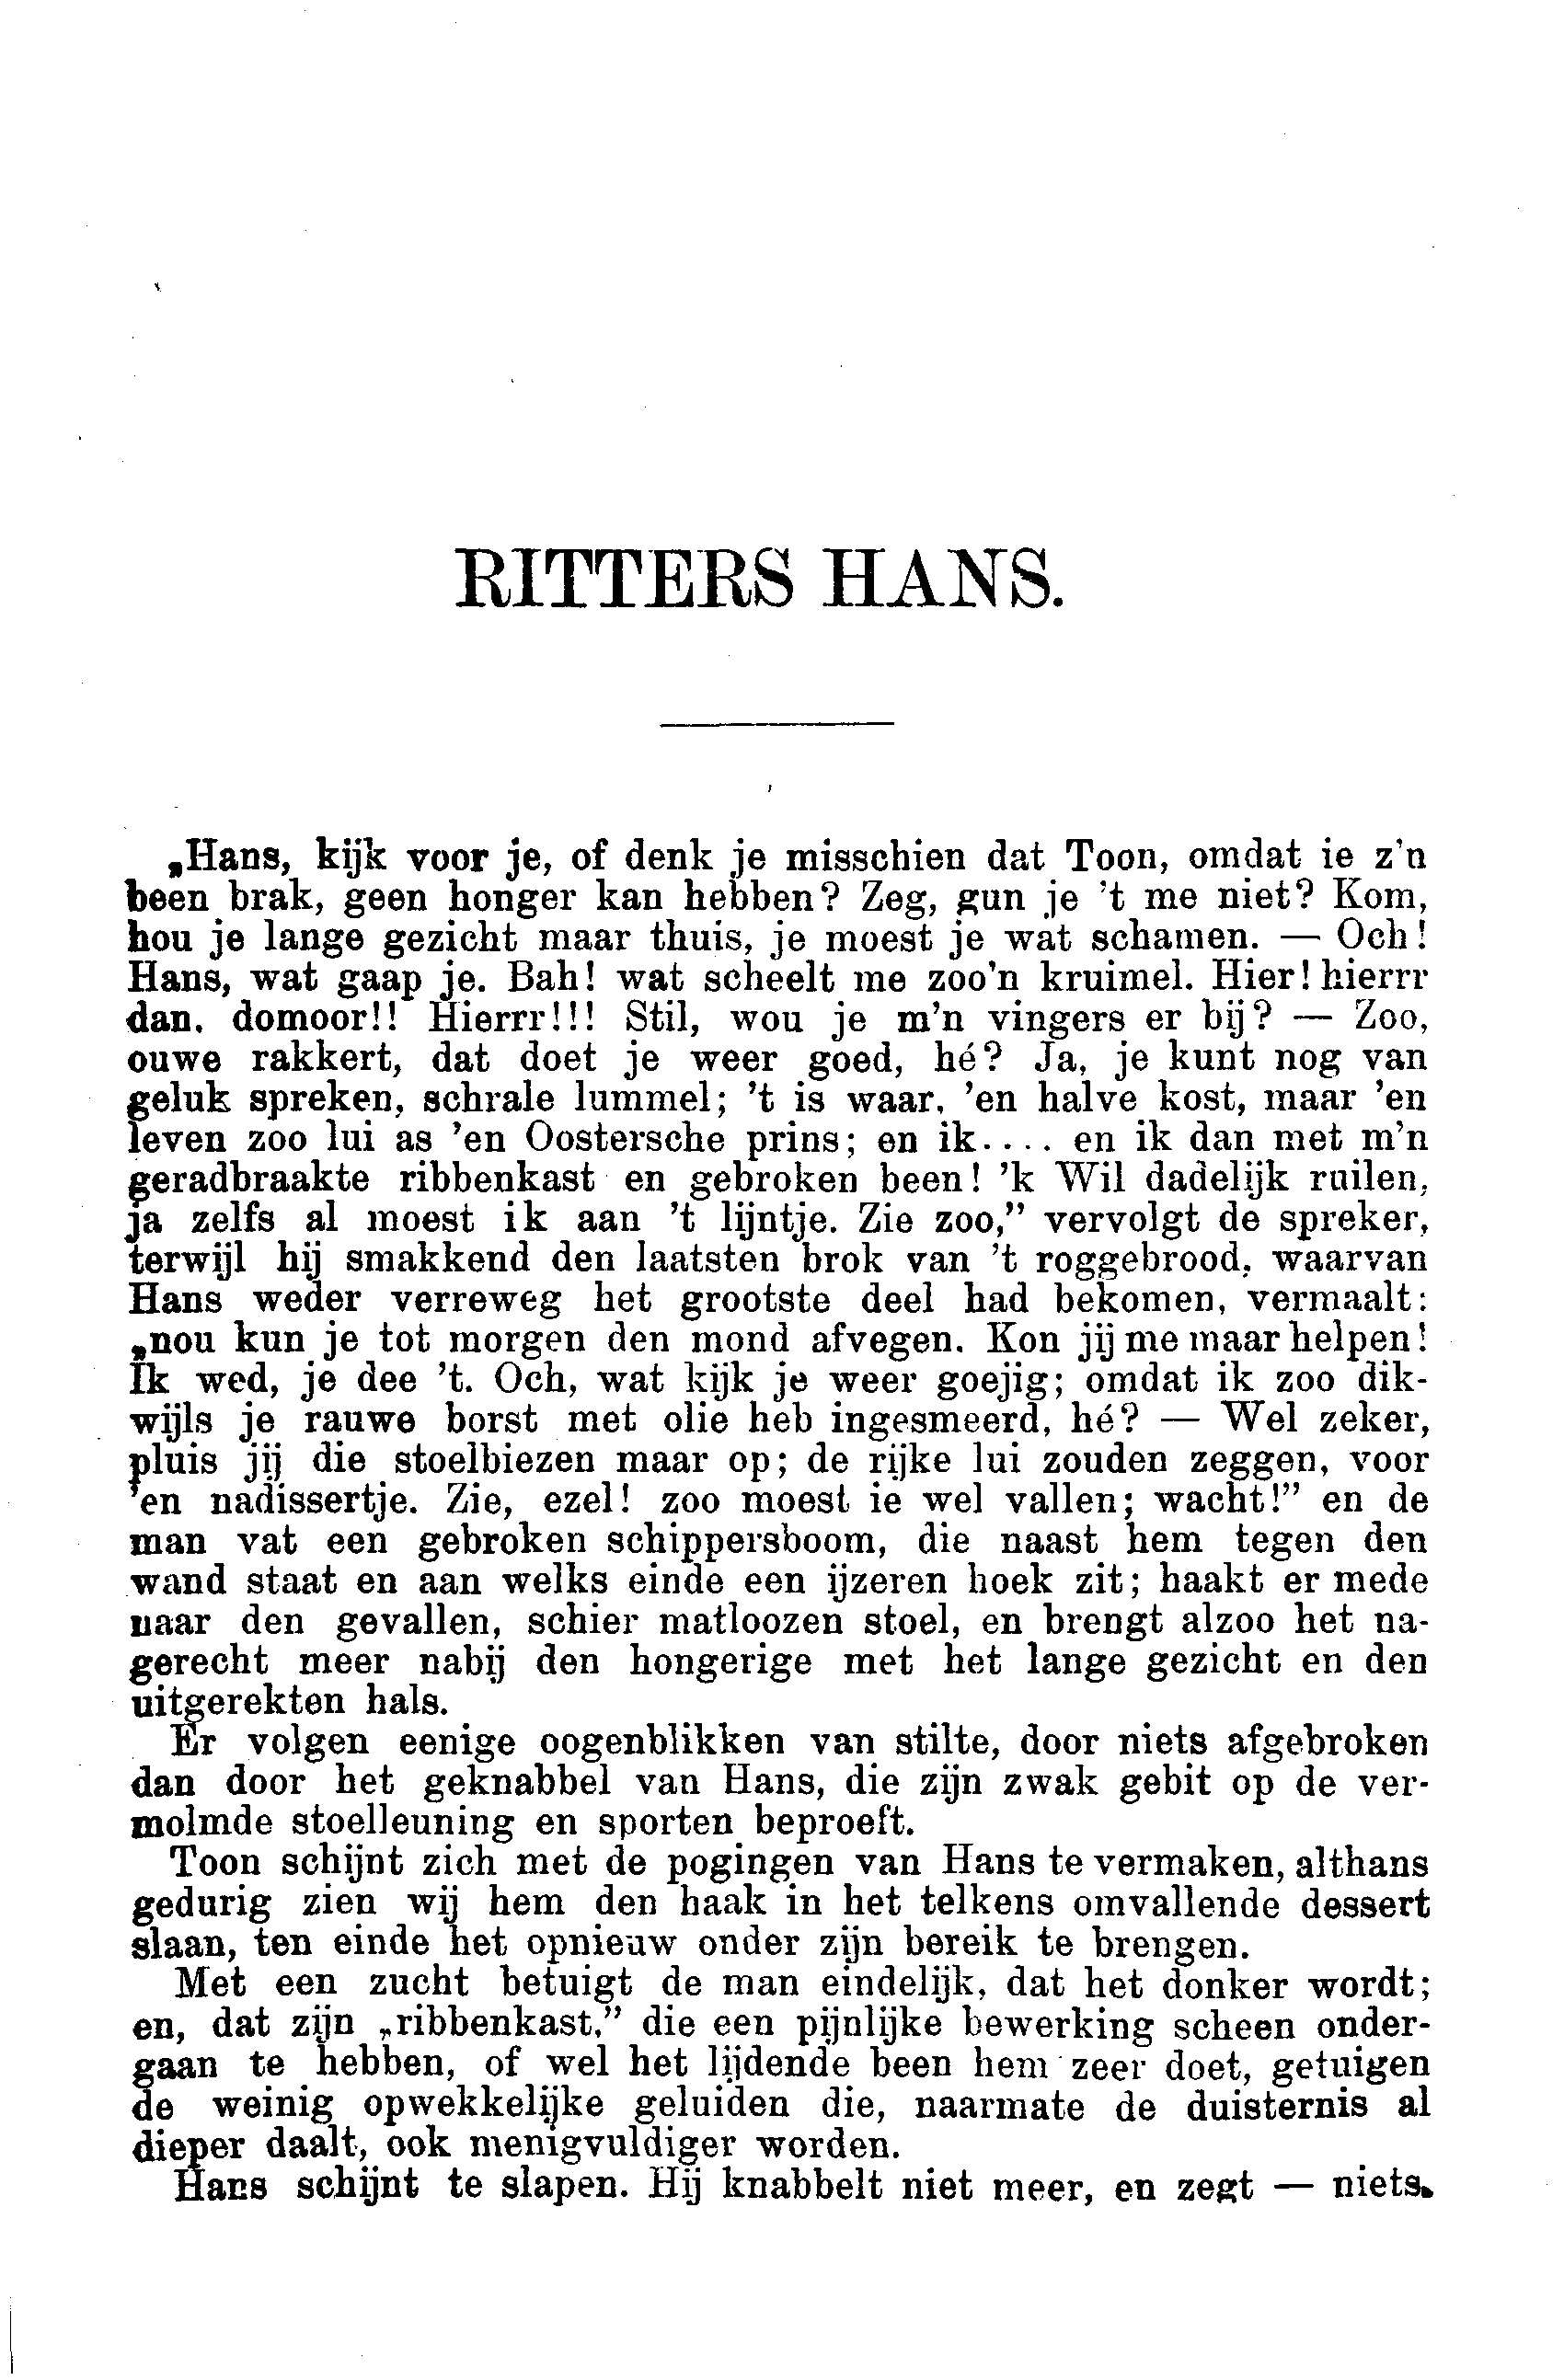 RITTERS HANS.
„Hans, kijk voor je, of denk je misschien dat Toon, omdat ie z'n
been brak, geen honger kan hebben? Zeg, gun je 't me niet? Kom,
hou je lange gezicht maar thuis, je moest je wat schamen. — Och!
Hans, wat gaap je. Bah! wat scheelt me zoo'n kruimel. Hier! hierrr
dan. domoor!! Hierrr!!! Stil, wou je m'n vingers er bij? — Zoo,
ouwe rakkert, dat doet je weer goed, hé? Ja, je kunt nog van
geluk spreken, schrale lummel; 't is waar, 'en halve kost, maar 'en
leven zoo lui as 'en Oostersche prins; en ik.... en ik dan met m'n
geradbraakte ribbenkast en gebroken been! 'k Wil dadelijk ruilen,
ja zelfs al moest ik aan 't lijntje. Zie zoo,” vervolgt de spreker,
terwijl hij smakkend den laatsten brok van 't roggebrood, waarvan
Hans weder verreweg het grootste deel had bekomen, vermaalt:
„nou kun je tot morgen den mond afvegen. Kon jij me maar helpen!
Ik wed, je dee 't. Och, wat kijk je weer goejig; omdat ik zoo dik-
wijls je rauwe borst met olie heb ingesmeerd, hé? — Wel zeker,
pluis jij die stoelbiezen maar op; de rijke lui zouden zeggen, voor
'en nadissertje. Zie, ezel! zoo moest ie wel vallen; wacht!” en de
man vat een gebroken schippersboom, die naast hem tegen den
wand staat en aan welks einde een ijzeren hoek zit; haakt er mede
naar den gevallen, schier matloozen stoel, en brengt alzoo het na-
gerecht meer nabij den hongerige met het lange gezicht en den
uitgerekten hals.
Er volgen eenige oogenblikken van stilte, door niets afgebroken
dan door het geknabbel van Hans, die zijn zwak gebit op de ver-
molmde stoelleuning en sporten beproeft.
Toon schijnt zich met de pogingen van Hans te vermaken, althans
gedurig zien wij hem den haak in het telkens omvallende dessert
slaan, ten einde het opnieuw onder zijn bereik te brengen.
Met een zucht betuigt de man eindelijk, dat het donker wordt;
en, dat zijn „ribbenkast,” die een pijnlijke bewerking scheen onder-
gaan te hebben, of wel het lijdende been hem zeer doet, getuigen
de weinig opwekkelijke geluiden die, naarmate de duisternis al
dieper daalt, ook menigvuldiger worden.
Hans schijnt te slapen. Hij knabbelt niet meer, en zegt — niets.